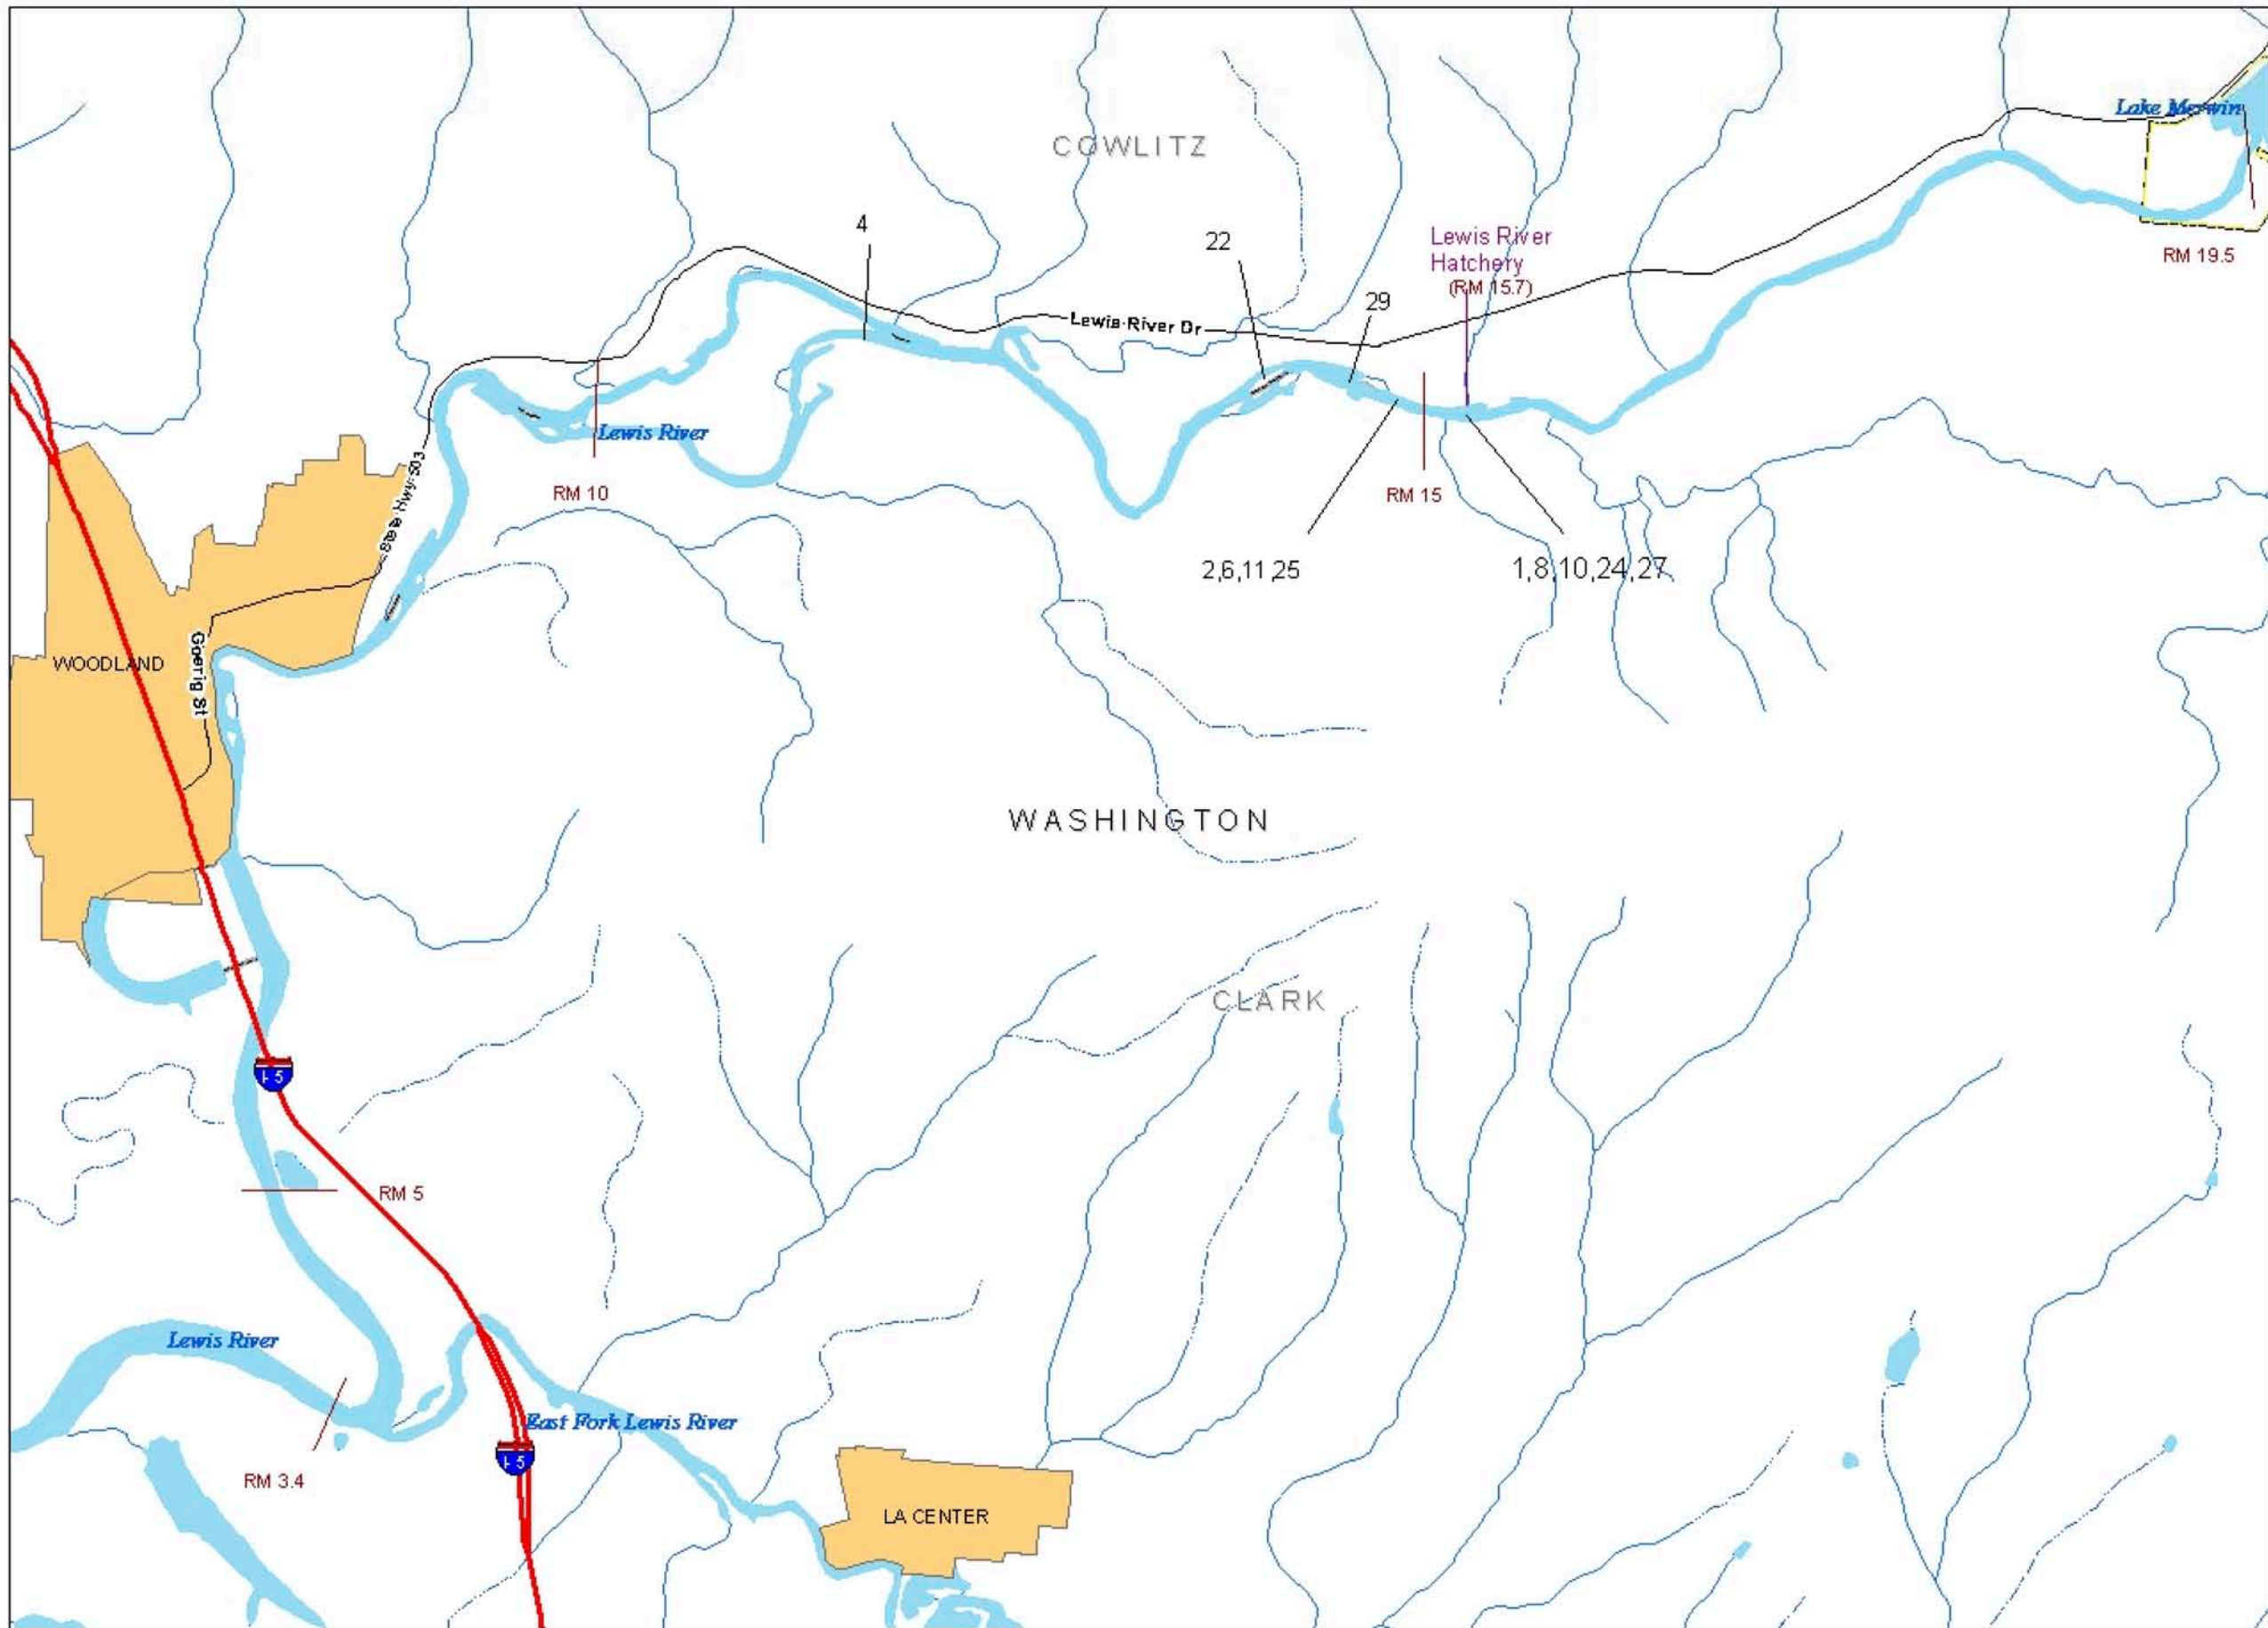 Lake Merwin
COWLITZ
4
22
Lewis River
Hatchery
(RM 15.7)
RM 19.5
29
Lewis River Dr
Lewis River
State Hwy 503
RM 10
RM 15
2,6,11,25
1,8,10,24,27
WOODLAND
Goerig St
WASHINGTON
CLARK
I-5
RM 5
Lewis River
East Fork Lewis River
I-5
RM 3.4
LA CENTER